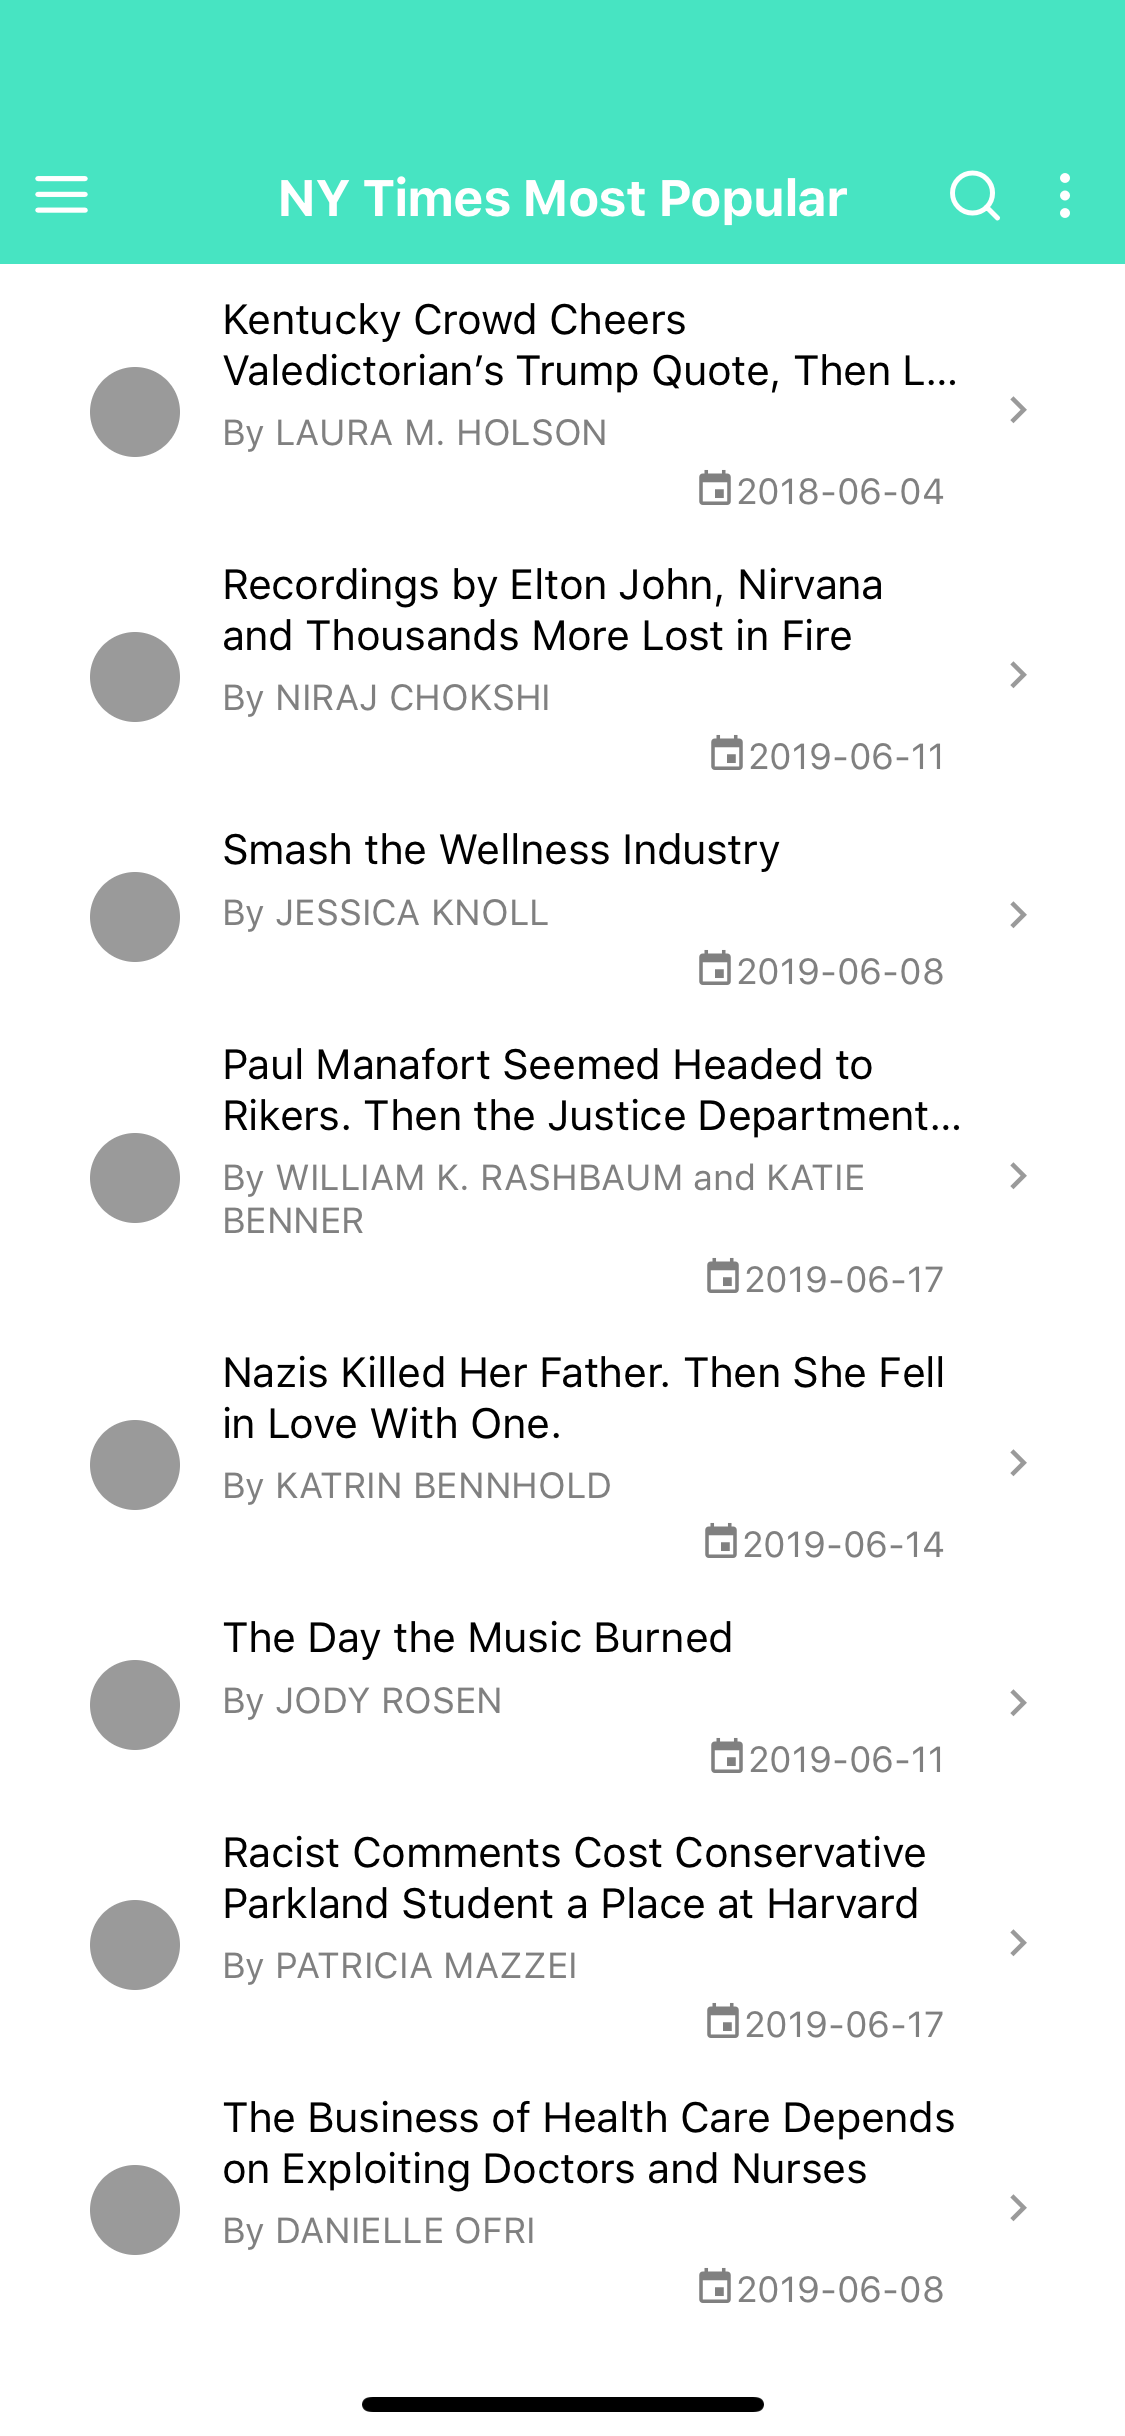 NY Times Most Popular
Kentucky Crowd Cheers
Valedictorian’s Trump Quote, Then L...
By LAURA M. HOLSON
2018-06-04
Recordings by Elton John, Nirvana
and Thousands More Lost in Fire
By NIRAJ CHOKSHI
2019-06-11
Smash the Wellness Industry
By JESSICA KNOLL
2019-06-08
Paul Manafort Seemed Headed to
Rikers. Then the Justice Department...
By WILLIAM K. RASHBAUM and KATIE
BENNER
2019-06-17
Nazis Killed Her Father. Then She Fell
in Love With One.
By KATRIN BENNHOLD
2019-06-14
The Day the Music Burned
By JODY ROSEN
2019-06-11
Racist Comments Cost Conservative
Parkland Student a Place at Harvard
By PATRICIA MAZZEI
2019-06-17
The Business of Health Care Depends
on Exploiting Doctors and Nurses
By DANIELLE OFRI
2019-06-08